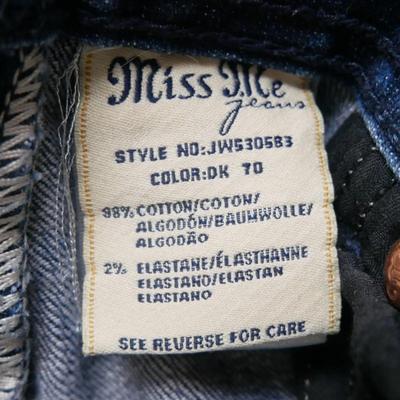 Miss Me
jeans
STYLE NO:JW5305B3
COLOR:DK 70
98% COTTON/COTON/
ALGODÓN/BAUMWOLLE/
ALGODÃO
2% ELASTANE/ÉLASTHANNE
ELASTANO/ELASTAN
ELASTANO
SEE REVERSE FOR CARE